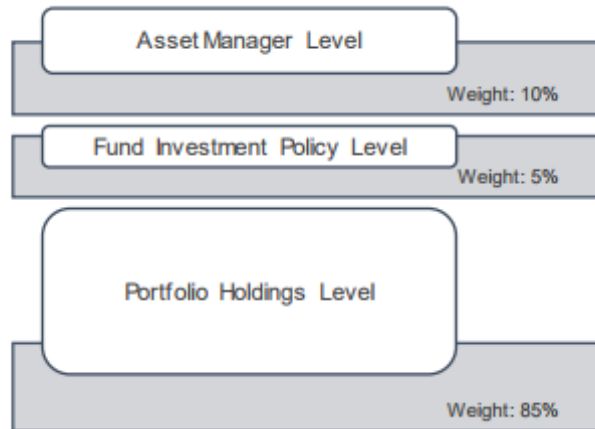 Asset Manager Level
Weight: 10%
Fund Investment Policy Level
Weight: 5%
Portfolio Holdings Level
Weight: 85%